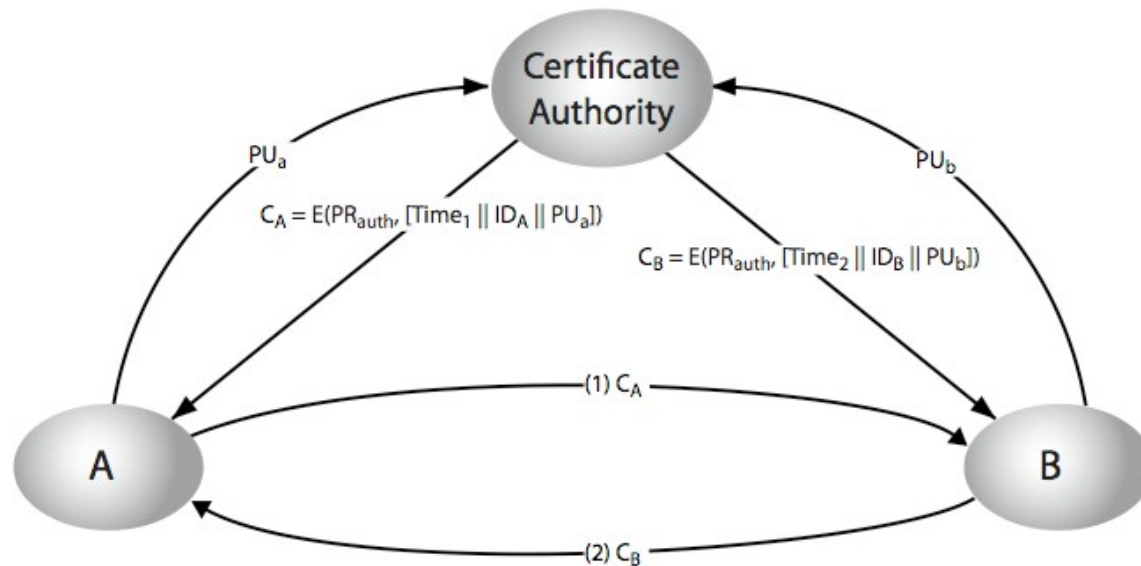 Certificate
Authority
PUa
PUb
CA = E(PRauth, [Time1 || IDA || PUa])
CB = E(PRauth, [Time2 || IDB || PUb])
(1) CA
A
B
(2) CB